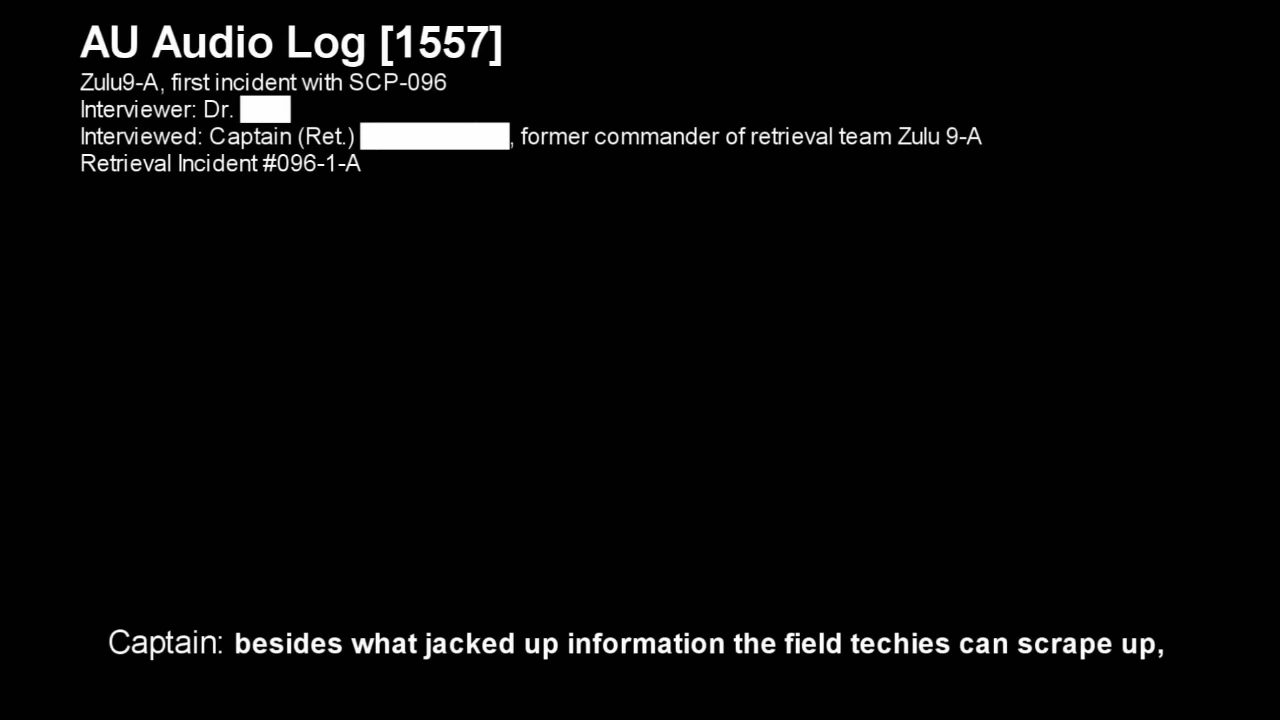 AU Audio Log [1557]
Zulu9-A, first incident with SCP-096
Interviewer: Dr.
Interviewed: Captain (Ret.) , former commander of retrieval team Zulu 9-A
Retrieval Incident #096-1-A
Captain: besides what jacked up information the field techies can scrape up,